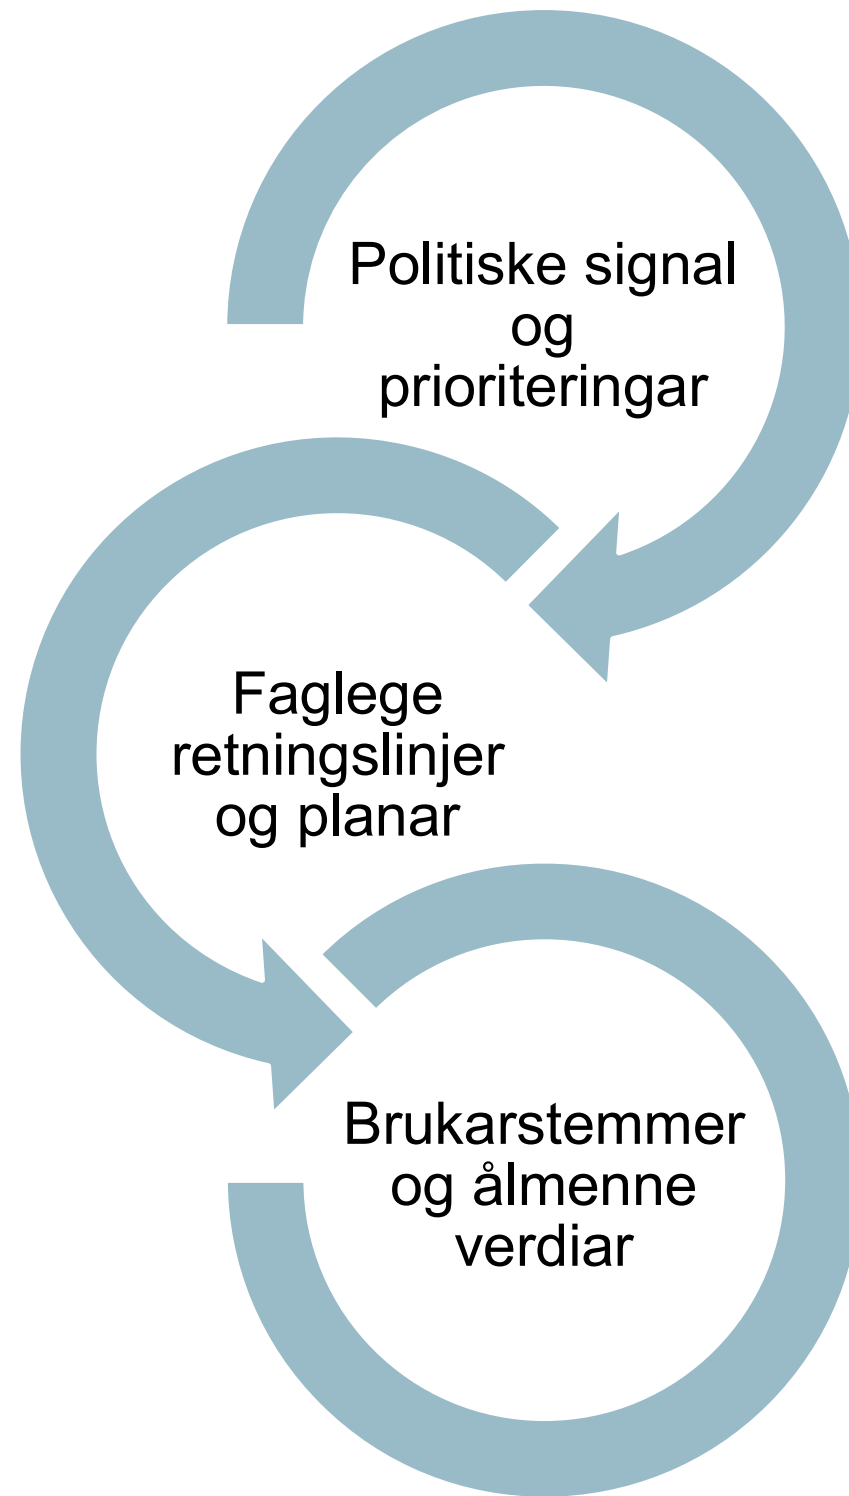 Politiske signal
og
prioriteringar
Faglege
retningslinjer
og planar
Brukarstemmer
og ålmenne
verdiar